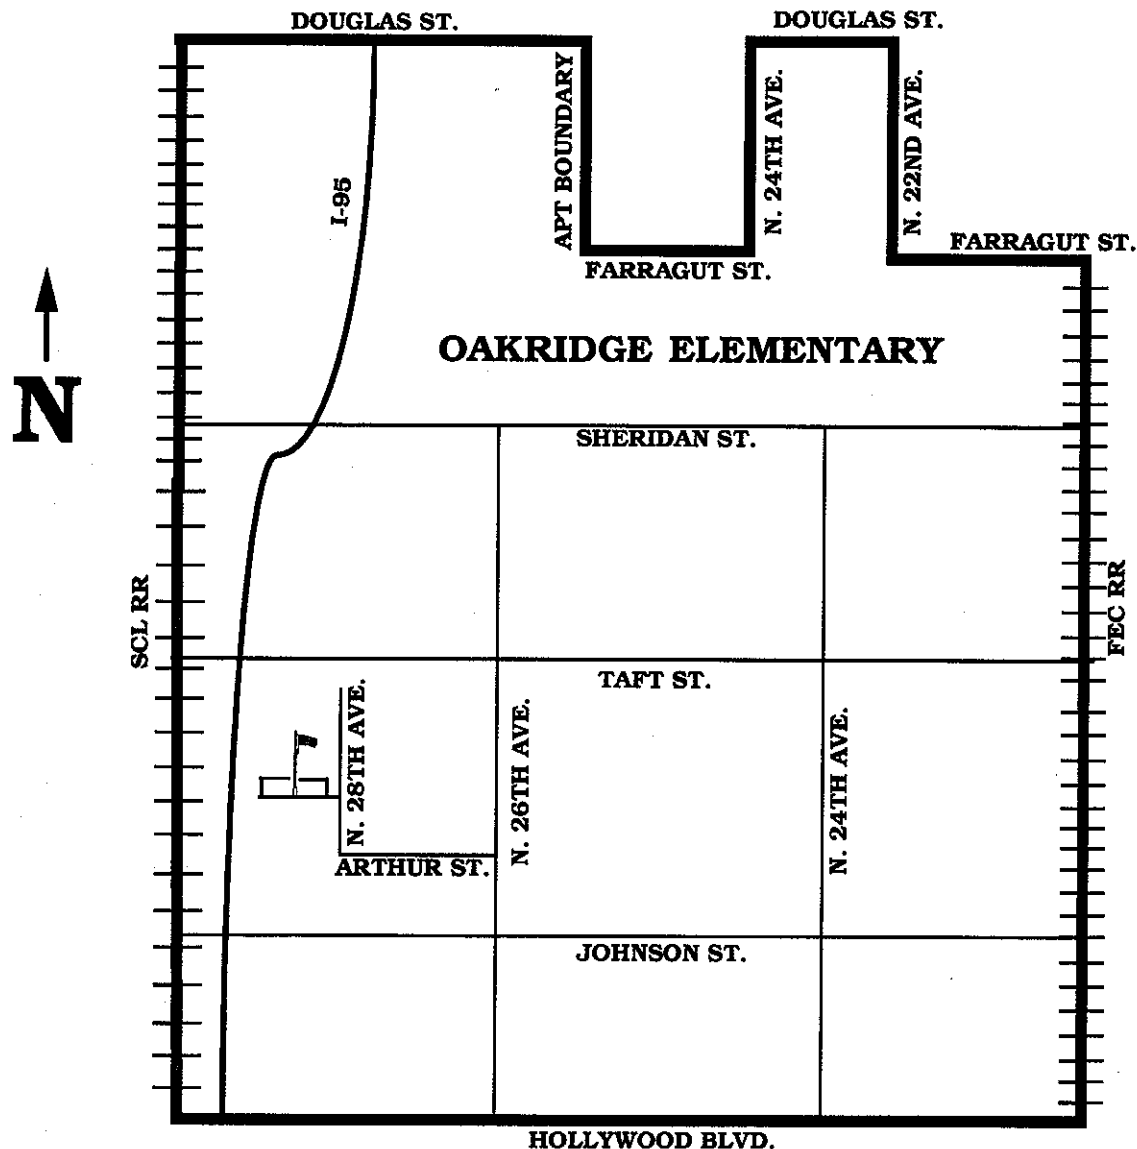 DOUGLAS ST.
DOUGLAS ST.
APT BOUNDARY
N. 24TH AVE.
N. 22ND AVE.
I-95
FARRAGUT ST.
FARRAGUT ST.
OAKRIDGE ELEMENTARY
N
SHERIDAN ST.
SCL RR
FEC RR
TAFT ST.
N. 28TH AVE.
N. 26TH AVE.
N. 24TH AVE.
ARTHUR ST.
JOHNSON ST.
HOLLYWOOD BLVD.